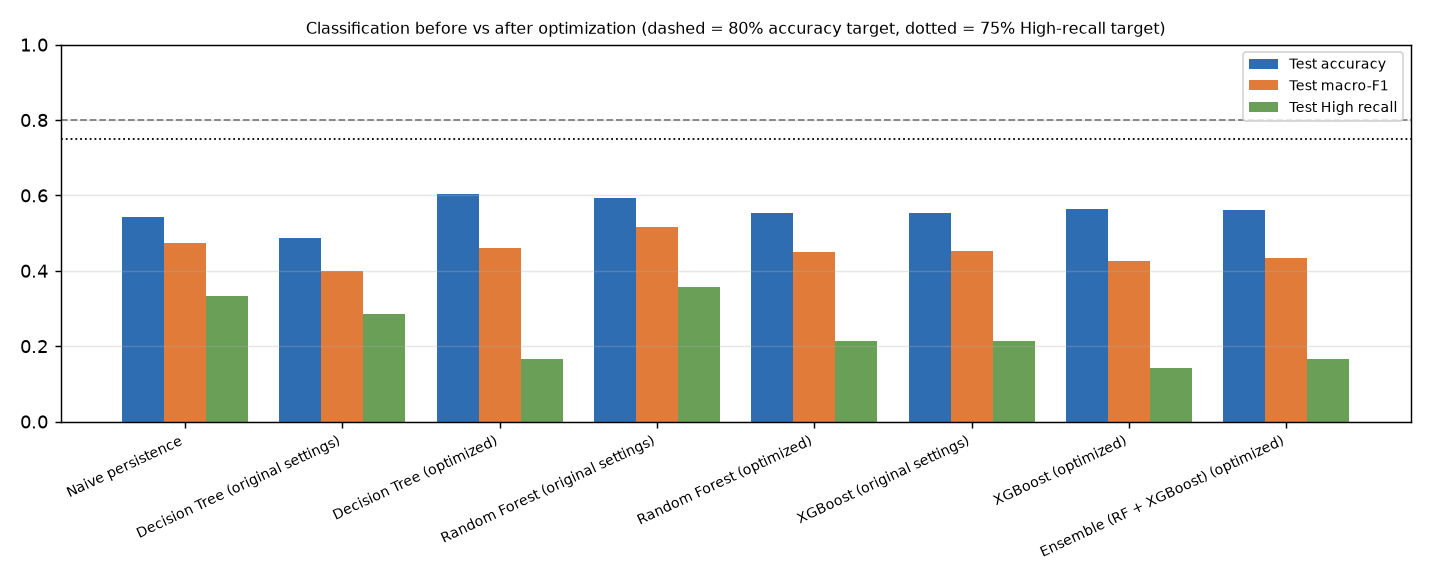 Classification before vs after optimization (dashed = 80% accuracy target, dotted = 75% High-recall target)
1.0
0.8
0.6
0.4
0.2
0.0
Test accuracy
Test macro-F1
Test High recall
Naive persistence
Decision Tree (original settings)
Decision Tree (optimized)
Random Forest (original settings)
Random Forest (optimized)
XGBoost (original settings)
XGBoost (optimized)
Ensemble (RF + XGBoost) (optimized)